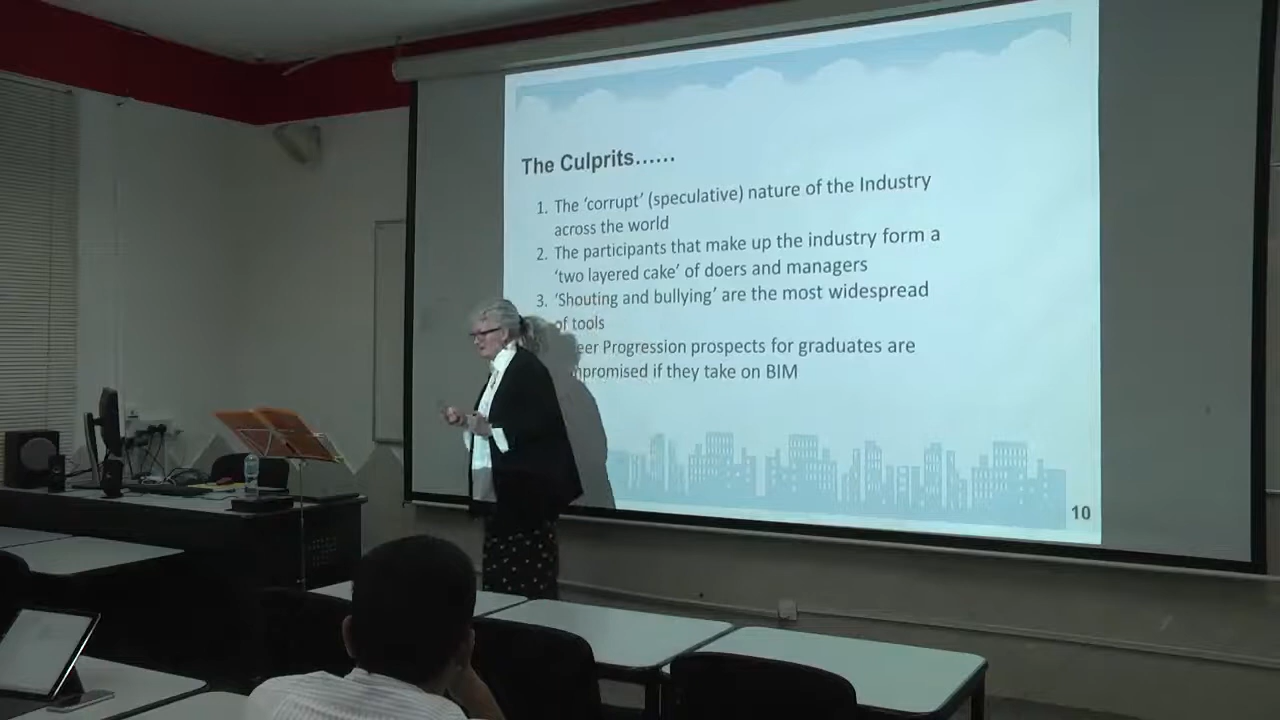 The Culprits......
1. The 'corrupt' (speculative) nature of the Industry
across the world
2. The participants that make up the industry form a
'two layered cake' of doers and managers
3. 'Shouting and bullying' are the most widespread
of tools
Progression prospects for graduates are
if they take on BIM
10